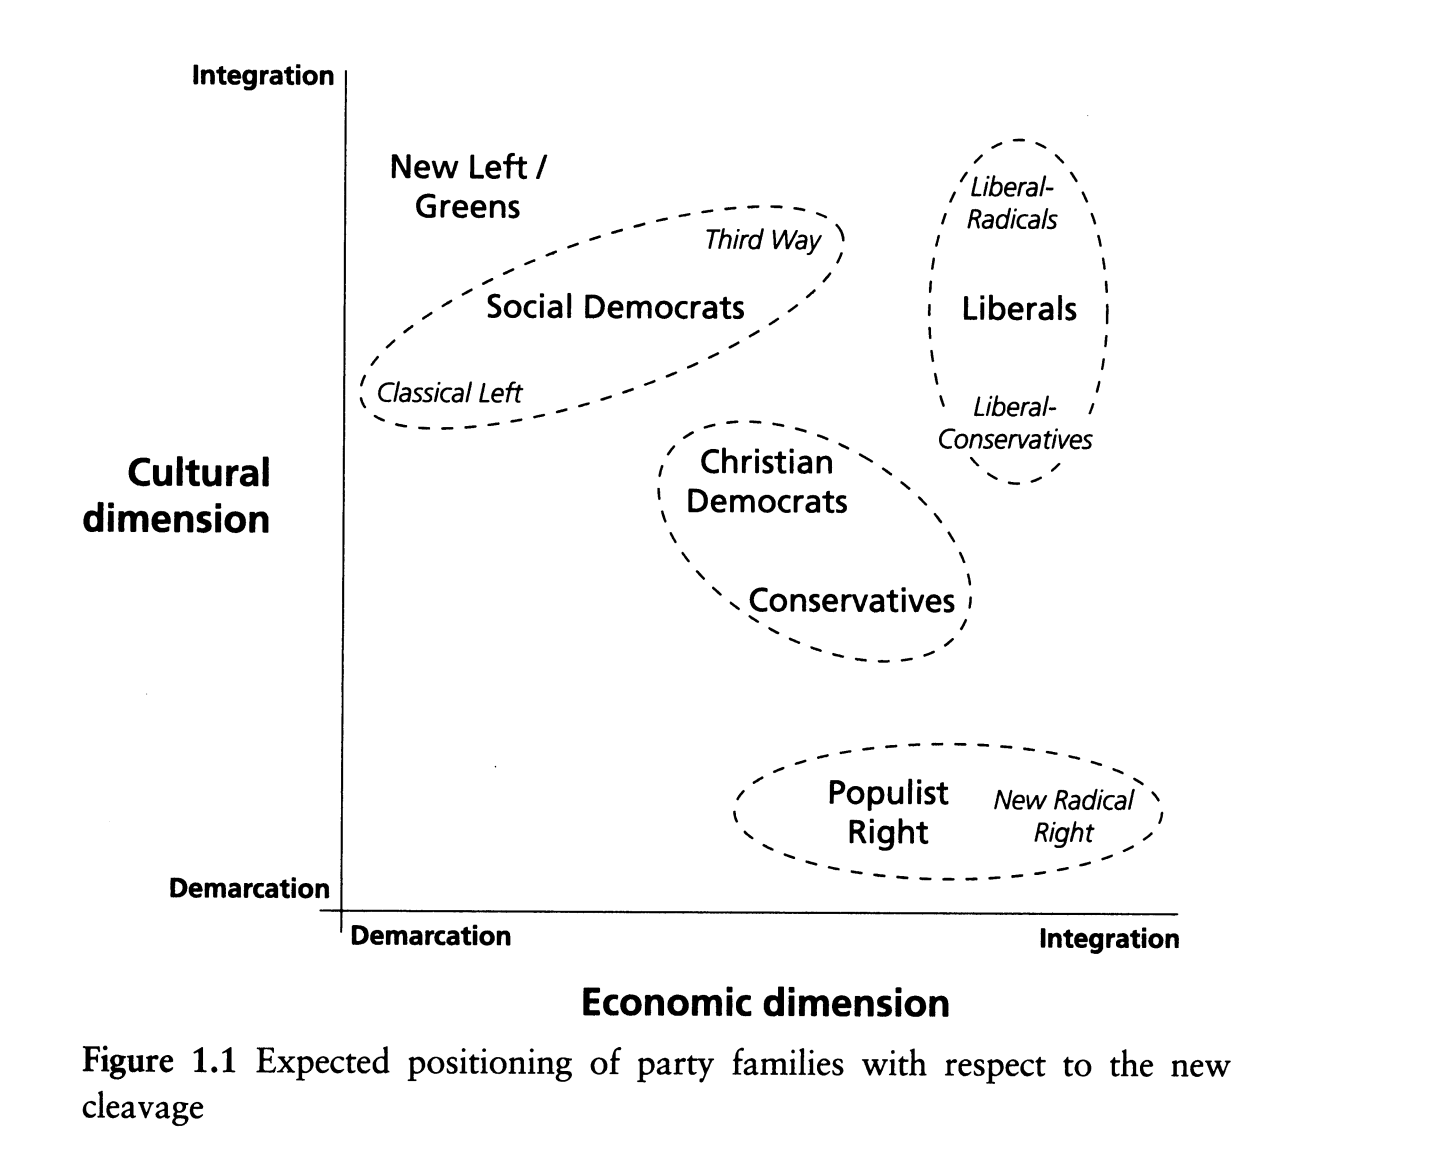 Integration
New Left /
Greens
Third Way
Social Democrats
Classical Left
Liberal-
Radicals
Liberals
Liberal-
Conservatives
Cultural
dimension
Christian
Democrats
Conservatives
Populist
Right
New Radical
Right
Demarcation
Demarcation
Integration
Economic dimension
Figure 1.1 Expected positioning of party families with respect to the new
cleavage